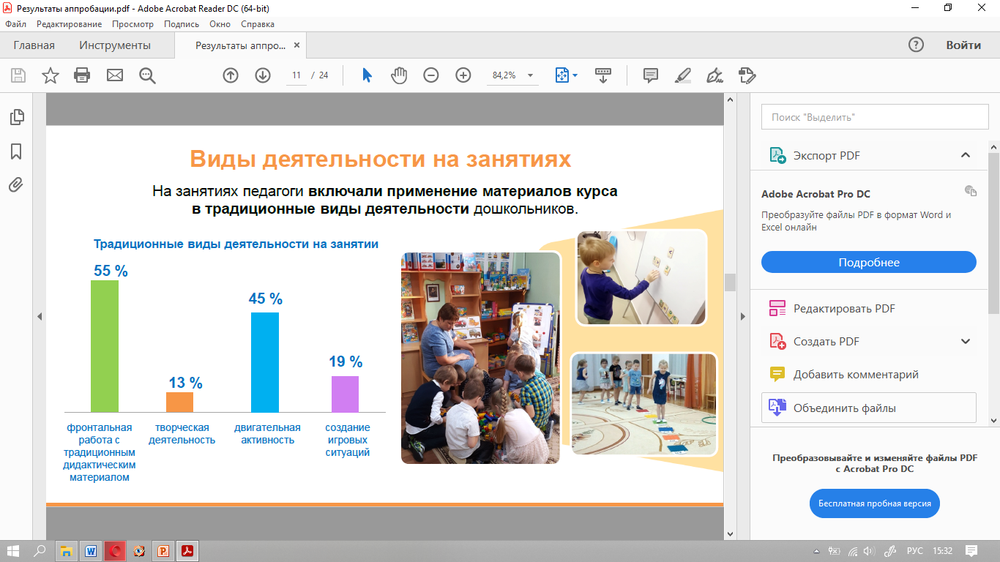 Результаты аппробации.pdf - Adobe Acrobat Reader DC (64-bit)
Файл Редактирование Просмотр Подпись Окно Справка
Главная Инструменты Результаты аппро... × Войти
11 / 24 84,2%
Виды деятельности на занятиях
На занятиях педагоги включали применение материалов курса
в традиционные виды деятельности дошкольников.
Традиционные виды деятельности на занятии
55 %
13 %
45 %
19 %
фронтальная
работа с
традиционным
дидактическим
материалом
творческая
деятельность
двигательная
активность
создание
игровых
ситуаций
Поиск "Выделить"
Экспорт PDF
Adobe Acrobat Pro DC
Преобразуйте файлы PDF в формат Word и
Excel онлайн
Подробнее
Редактировать PDF
Создать PDF
Добавить комментарий
Объединить файлы
Преобразовывайте и изменяйте файлы PDF
с Acrobat Pro DC
Бесплатная пробная версия
РУС 15:32